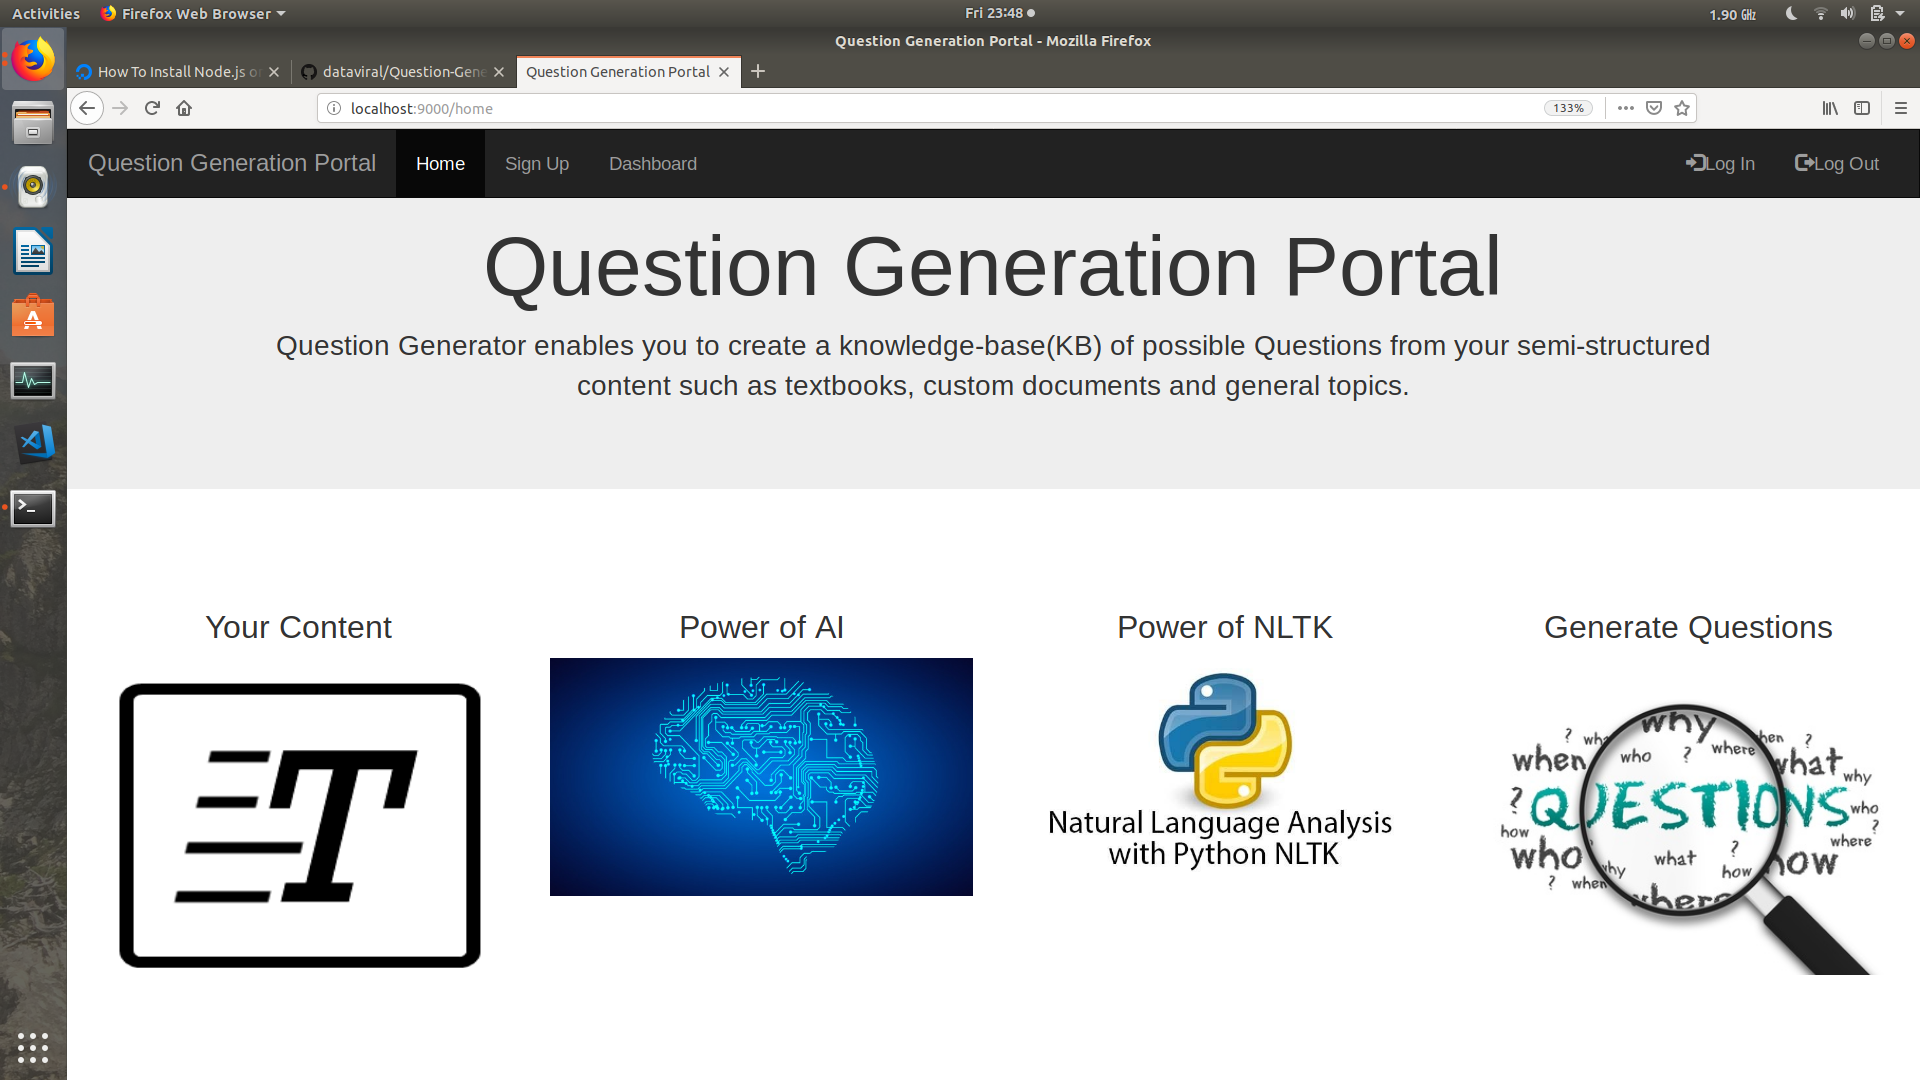 Activities
Firefox Web Browser
Fri 23:48
1.90 GHz
Question Generation Portal - Mozilla Firefox
How To Install Node.js o
dataviral/Question-Gene
Question Generation Portal
localhost:9000/home
133%
Question Generation Portal
Home
Sign Up
Dashboard
Log In
Log Out
Question Generation Portal
Question Generator enables you to create a knowledge-base(KB) of possible Questions from your semi-structured
content such as textbooks, custom documents and general topics.
Your Content
Power of AI
Power of NLTK
Generate Questions
T
Natural Language Analysis
with Python NLTK
why
? who ? where ?
when what
why
? QUESTIONS who
how ?
where
who what ? how
? when why how
where